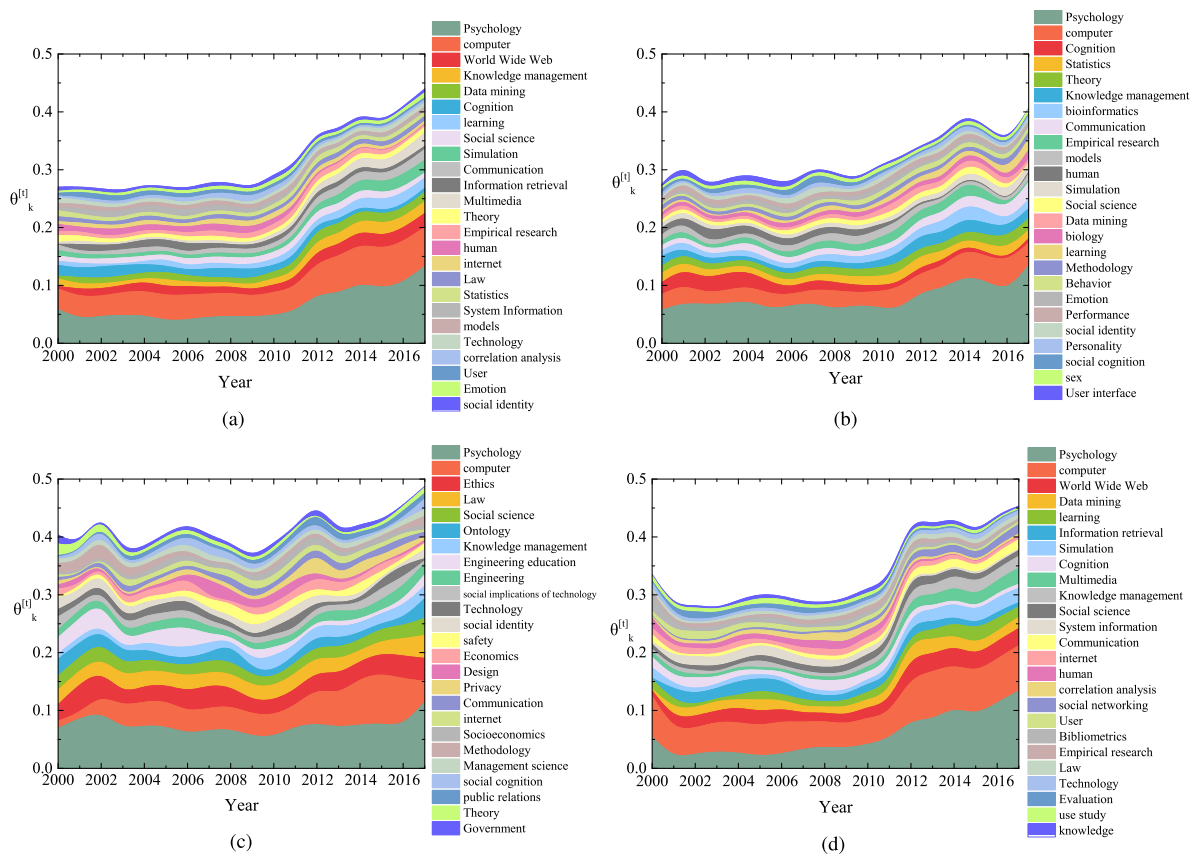 0.5
0.4
0.3
0.2
0.1
0.0
θ[t]k
2000 2002 2004 2006 2008 2010 2012 2014 2016
Year
(a)
Psychology
computer
World Wide Web
Knowledge management
Data mining
Cognition
learning
Social science
Simulation
Communication
Information retrieval
Multimedia
Theory
Empirical research
human
internet
Law
Statistics
System Information
models
Technology
correlation analysis
User
Emotion
social identity
0.5
0.4
0.3
0.2
0.1
0.0
θ[t]k
2000 2002 2004 2006 2008 2010 2012 2014 2016
Year
(b)
Psychology
computer
Cognition
Statistics
Theory
Knowledge management
bioinformatics
Communication
Empirical research
models
human
Simulation
Social science
Data mining
biology
learning
Methodology
Behavior
Emotion
Performance
social identity
Personality
social cognition
sex
User interface
0.5
0.4
0.3
0.2
0.1
0.0
θ[t]k
2000 2002 2004 2006 2008 2010 2012 2014 2016
Year
(c)
Psychology
computer
Ethics
Law
Social science
Ontology
Knowledge management
Engineering education
Engineering
social implications of technology
Technology
social identity
safety
Economics
Design
Privacy
Communication
internet
Socioeconomics
Methodology
Management science
social cognition
public relations
Theory
Government
0.5
0.4
0.3
0.2
0.1
0.0
θ[t]k
2000 2002 2004 2006 2008 2010 2012 2014 2016
Year
(d)
Psychology
computer
World Wide Web
Data mining
learning
Information retrieval
Simulation
Cognition
Multimedia
Knowledge management
Social science
System information
Communication
internet
human
correlation analysis
social networking
User
Bibliometrics
Empirical research
Law
Technology
Evaluation
use study
knowledge